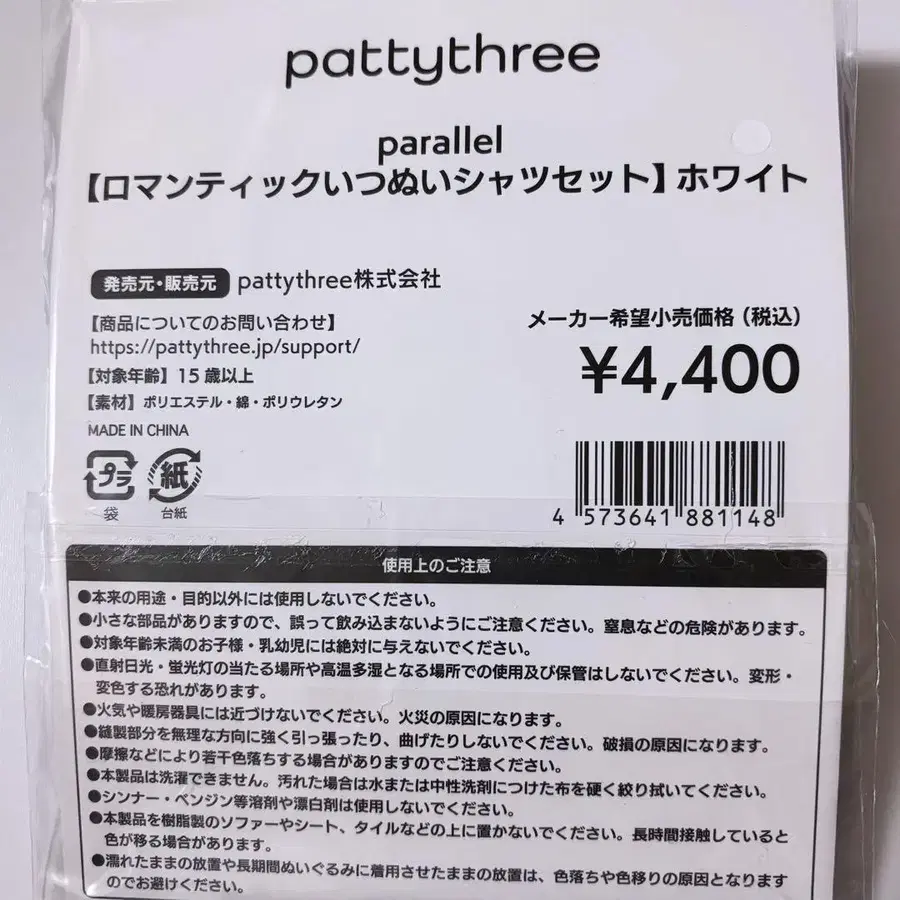 pattythree
parallel
【ロマンティックいつぬいシャツセット】ホワイト
発売元・販売元 pattythree株式会社
【商品についてのお問い合わせ】
https://pattythree.jp/support/
【対象年齢】15歳以上
【素材】ポリエステル・綿・ポリウレタン
MADE IN CHINA
プラ
袋
紙
台紙
メーカー希望小売価格(税込)
¥4,400
4 573641 881148
使用上のご注意
●本来の用途・目的以外には使用しないでください。
●小さな部品がありますので、誤って飲み込まないようにご注意ください。窒息などの危険があります。
●対象年齢未満のお子様・乳幼児には絶対に与えないでください。
●直射日光・蛍光灯の当たる場所や高温多湿となる場所での使用及び保管はしないでください。変形・
変色する恐れがあります。
●火気や暖房器具には近づけないでください。火災の原因になります。
●縫製部分を無理な方向に強く引っ張ったり、曲げたりしないでください。破損の原因になります。
●摩擦などにより若干色落ちする場合がありますのでご注意ください。
●本製品は洗濯できません。汚れた場合は水または中性洗剤につけた布を硬く絞り拭いてください。
●シンナー・ベンジン等溶剤や漂白剤は使用しないでください。
●本製品を樹脂製のソファーやシート、タイルなどの上に置かないでください。長時間接触していると
色が移る場合があります。
●濡れたままの放置や長期間ぬいぐるみに着用させたままの放置は、色落ちや色移りの原因となります
のでお避けください。